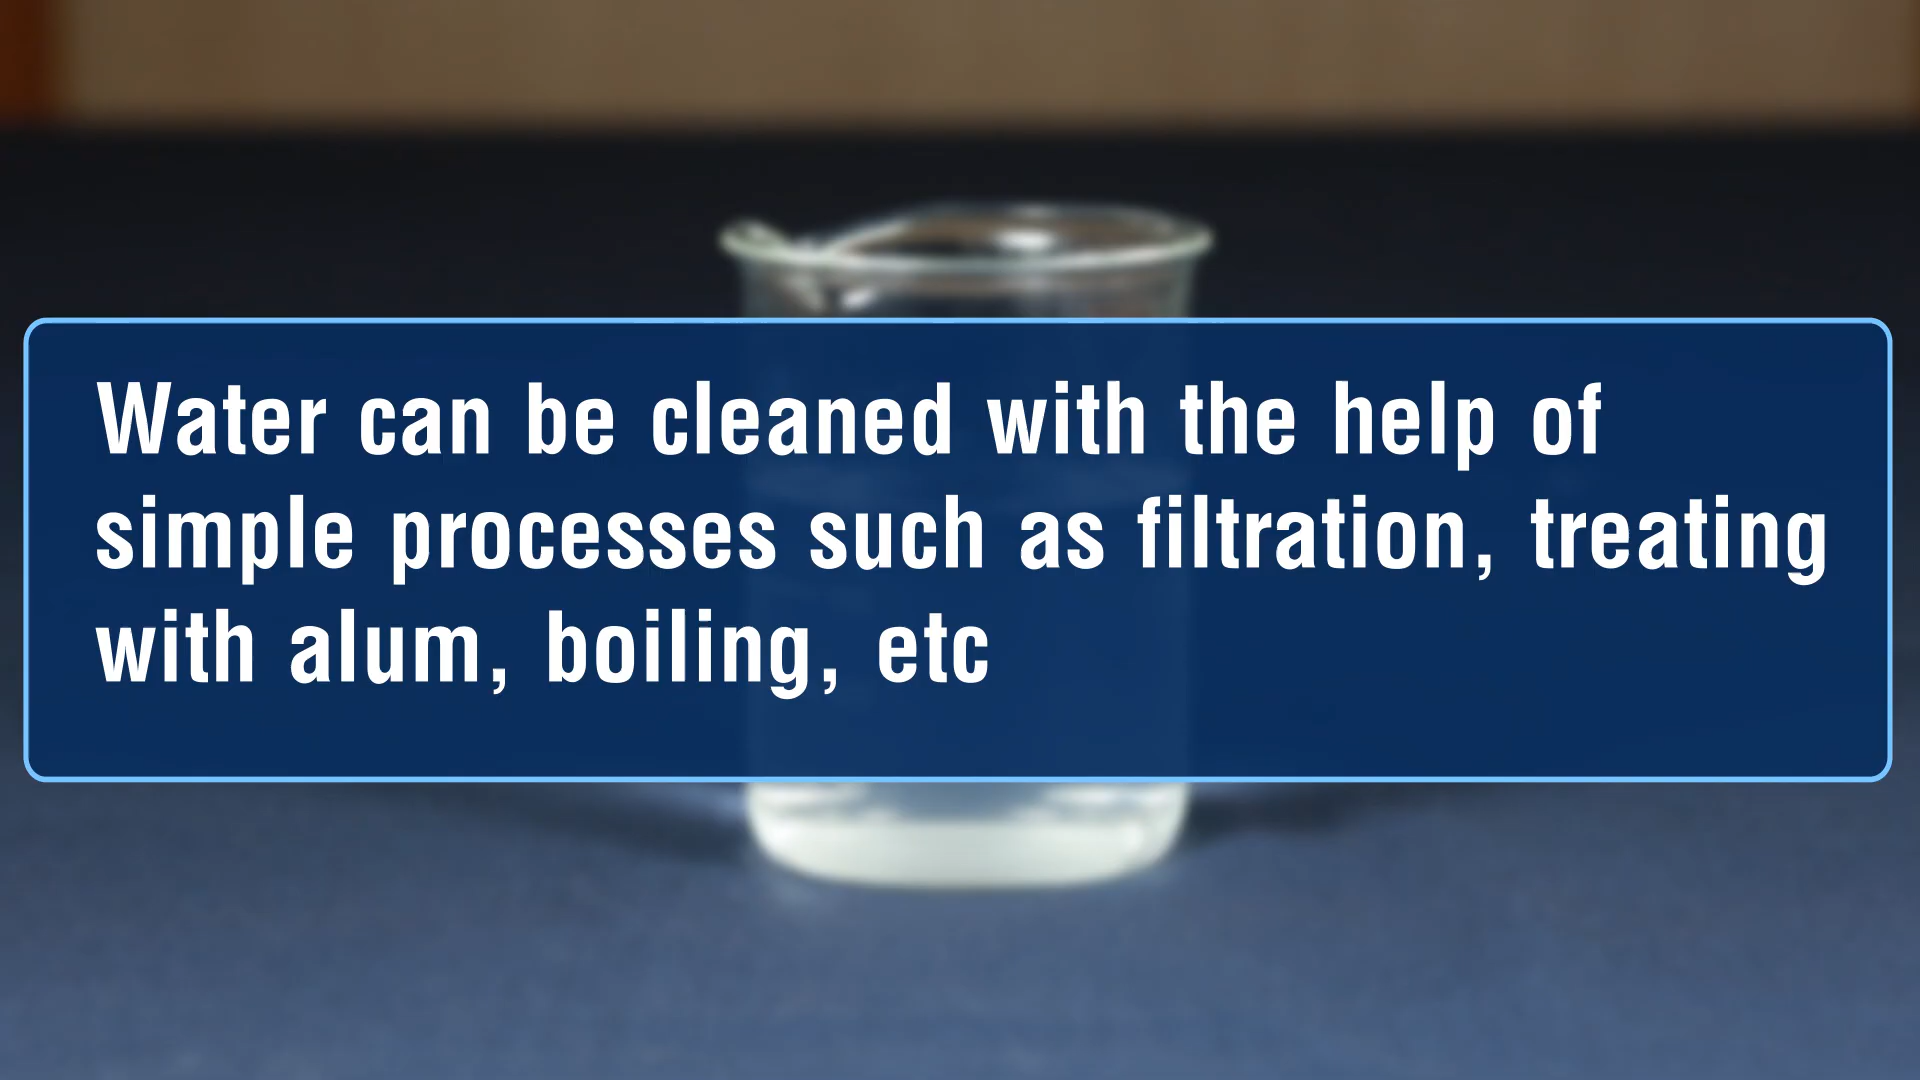 Water can be cleaned with the help of
simple processes such as filtration, treating
with alum, boiling, etc